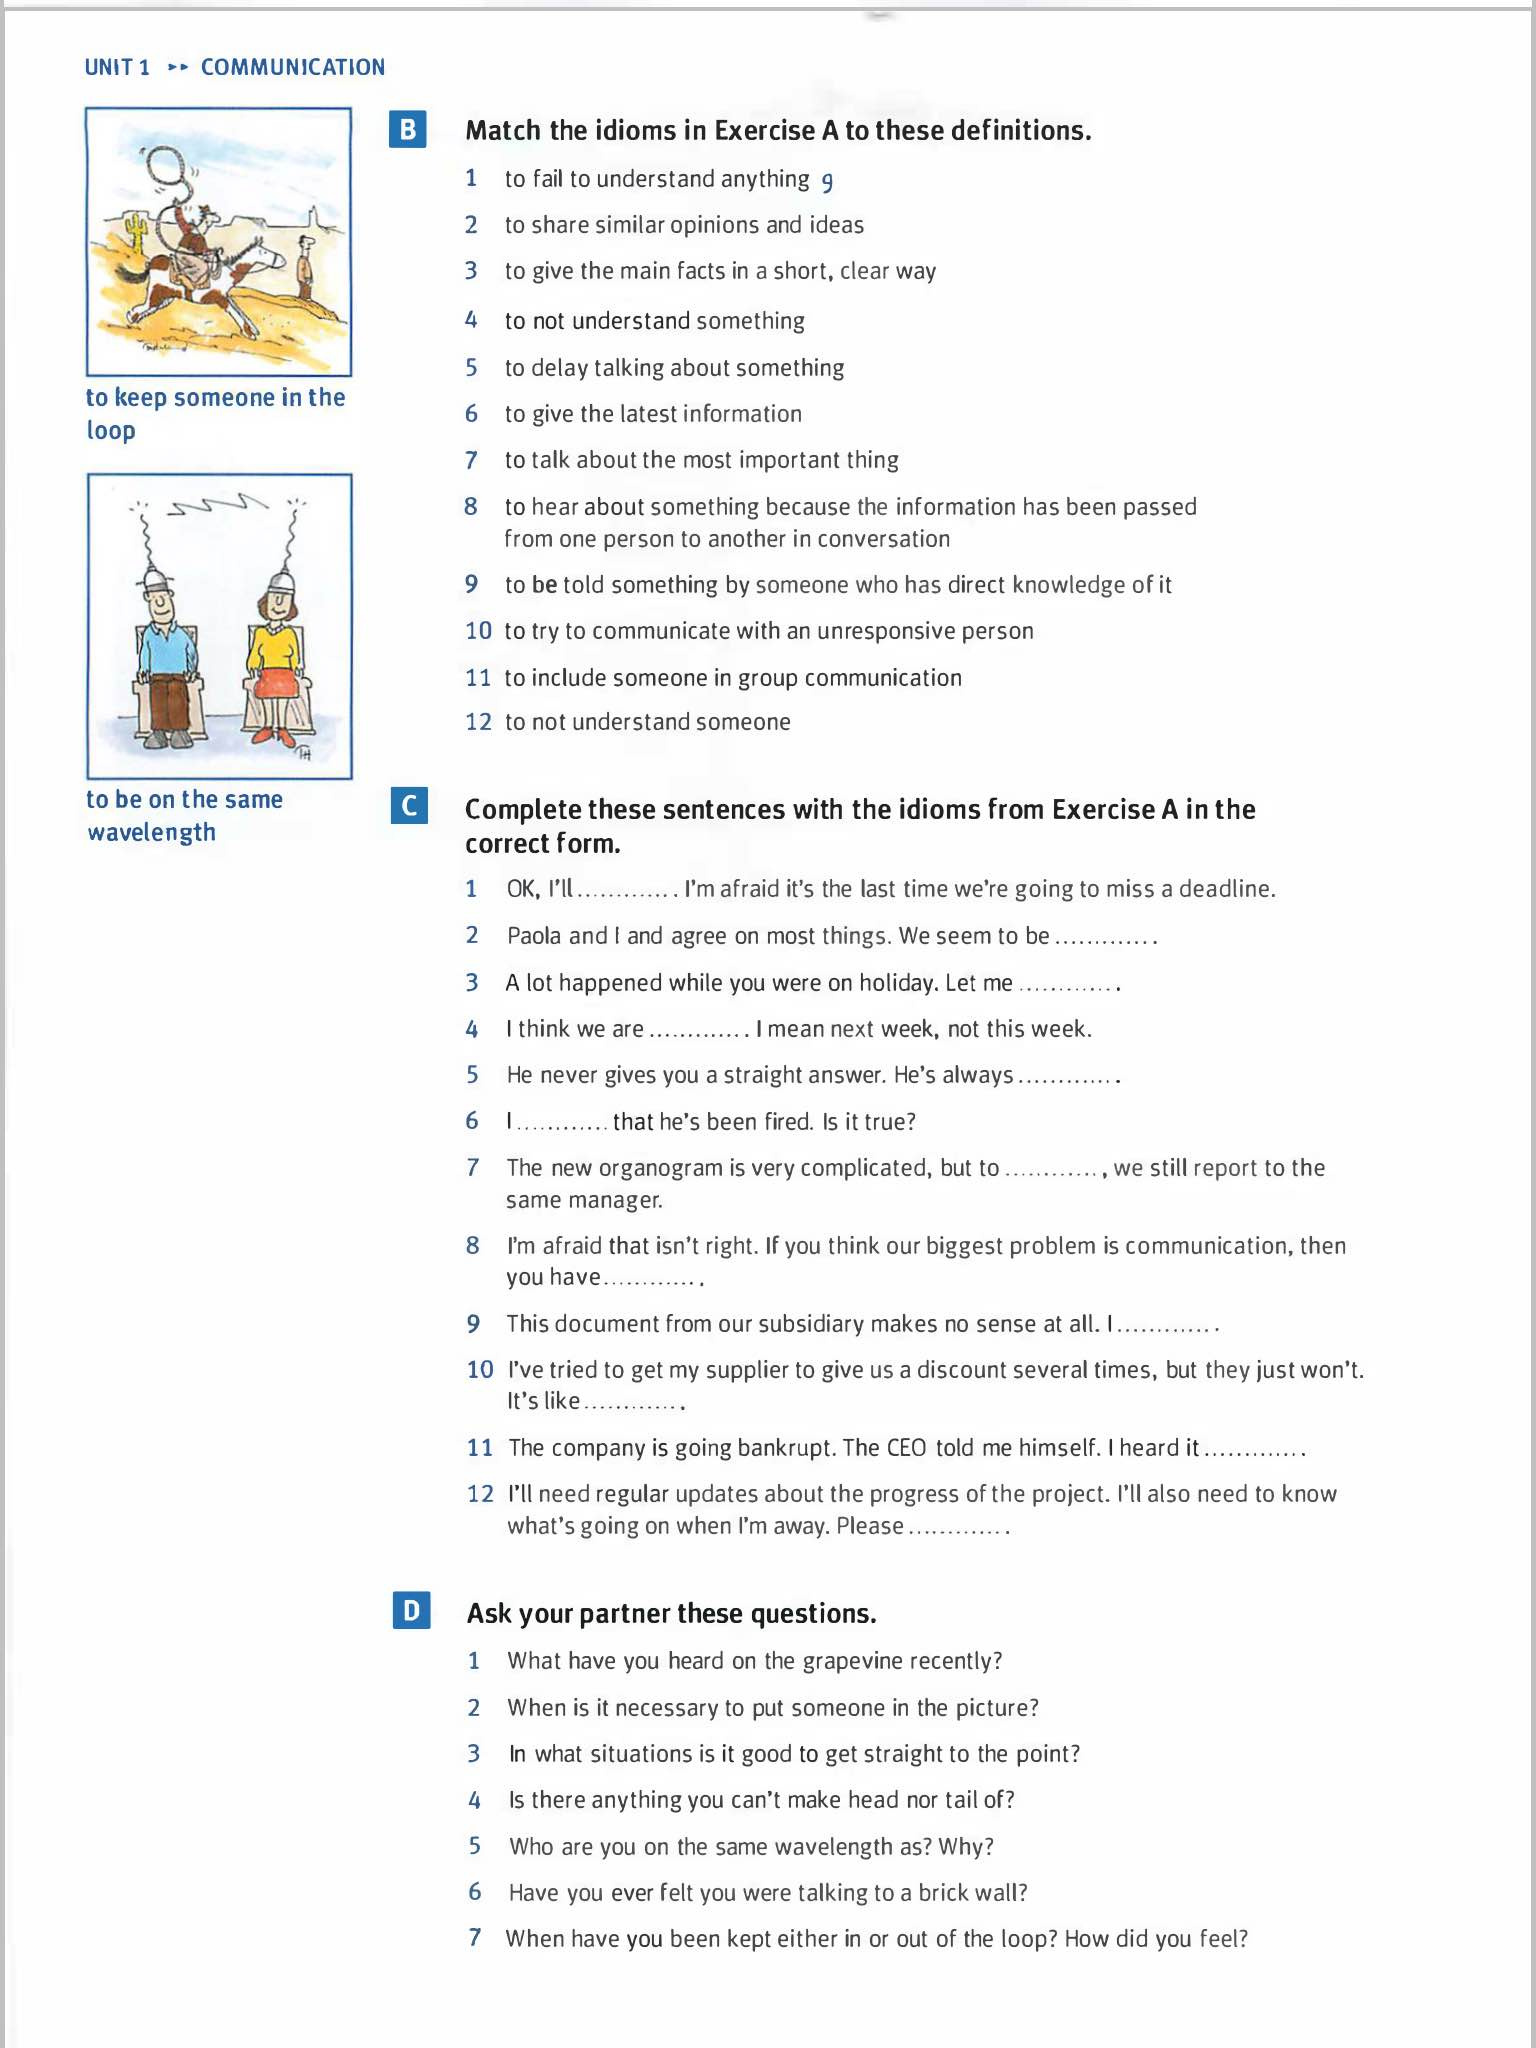 UNIT 1 ▸▸ COMMUNICATION
to keep someone in the
loop
to be on the same
wavelength
B Match the idioms in Exercise A to these definitions.
1 to fail to understand anything g
2 to share similar opinions and ideas
3 to give the main facts in a short, clear way
4 to not understand something
5 to delay talking about something
6 to give the latest information
7 to talk about the most important thing
8 to hear about something because the information has been passed
from one person to another in conversation
9 to be told something by someone who has direct knowledge of it
10 to try to communicate with an unresponsive person
11 to include someone in group communication
12 to not understand someone
C Complete these sentences with the idioms from Exercise A in the
correct form.
1 OK, I'll ............. I'm afraid it's the last time we're going to miss a deadline.
2 Paola and I and agree on most things. We seem to be .............
3 A lot happened while you were on holiday. Let me .............
4 I think we are ............. I mean next week, not this week.
5 He never gives you a straight answer. He's always .............
6 I ............ that he's been fired. Is it true?
7 The new organogram is very complicated, but to ............, we still report to the
same manager.
8 I'm afraid that isn't right. If you think our biggest problem is communication, then
you have .............
9 This document from our subsidiary makes no sense at all. I .............
10 I've tried to get my supplier to give us a discount several times, but they just won't.
It's like .............
11 The company is going bankrupt. The CEO told me himself. I heard it .............
12 I'll need regular updates about the progress of the project. I'll also need to know
what's going on when I'm away. Please .............
D Ask your partner these questions.
1 What have you heard on the grapevine recently?
2 When is it necessary to put someone in the picture?
3 In what situations is it good to get straight to the point?
4 Is there anything you can't make head nor tail of?
5 Who are you on the same wavelength as? Why?
6 Have you ever felt you were talking to a brick wall?
7 When have you been kept either in or out of the loop? How did you feel?